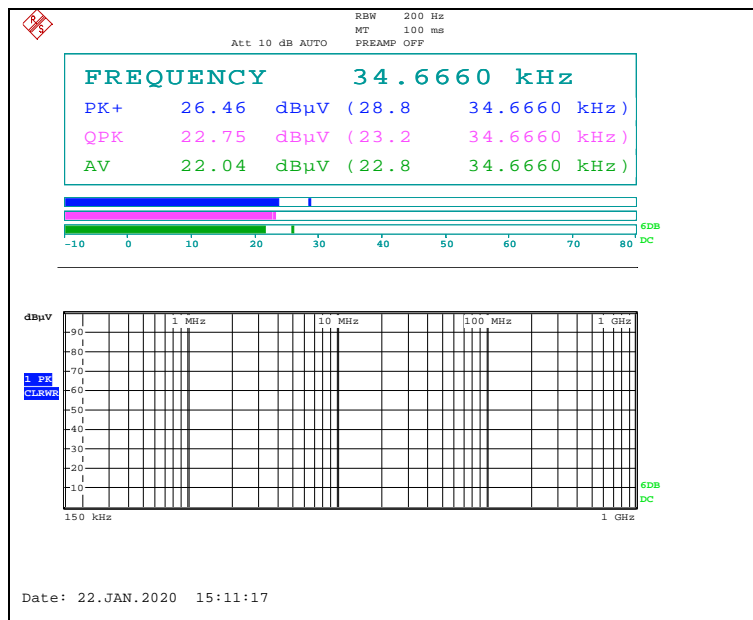 R S
RBW 200 Hz
MT 100 ms
Att 10 dB AUTO PREAMP OFF
FREQUENCY 34.6660 kHz
PK+ 26.46 dBµV (28.8 34.6660 kHz)
QPK 22.75 dBµV (23.2 34.6660 kHz)
AV 22.04 dBµV (22.8 34.6660 kHz)
6DB
-10 0 10 20 30 40 50 60 70 80 DC
dBµV
1 MHz 10 MHz 100 MHz 1 GHz
90
80
70
1 PK
60
CLRWR
50
40
30
20
10
6DB
DC
150 kHz 1 GHz
Date: 22.JAN.2020 15:11:17